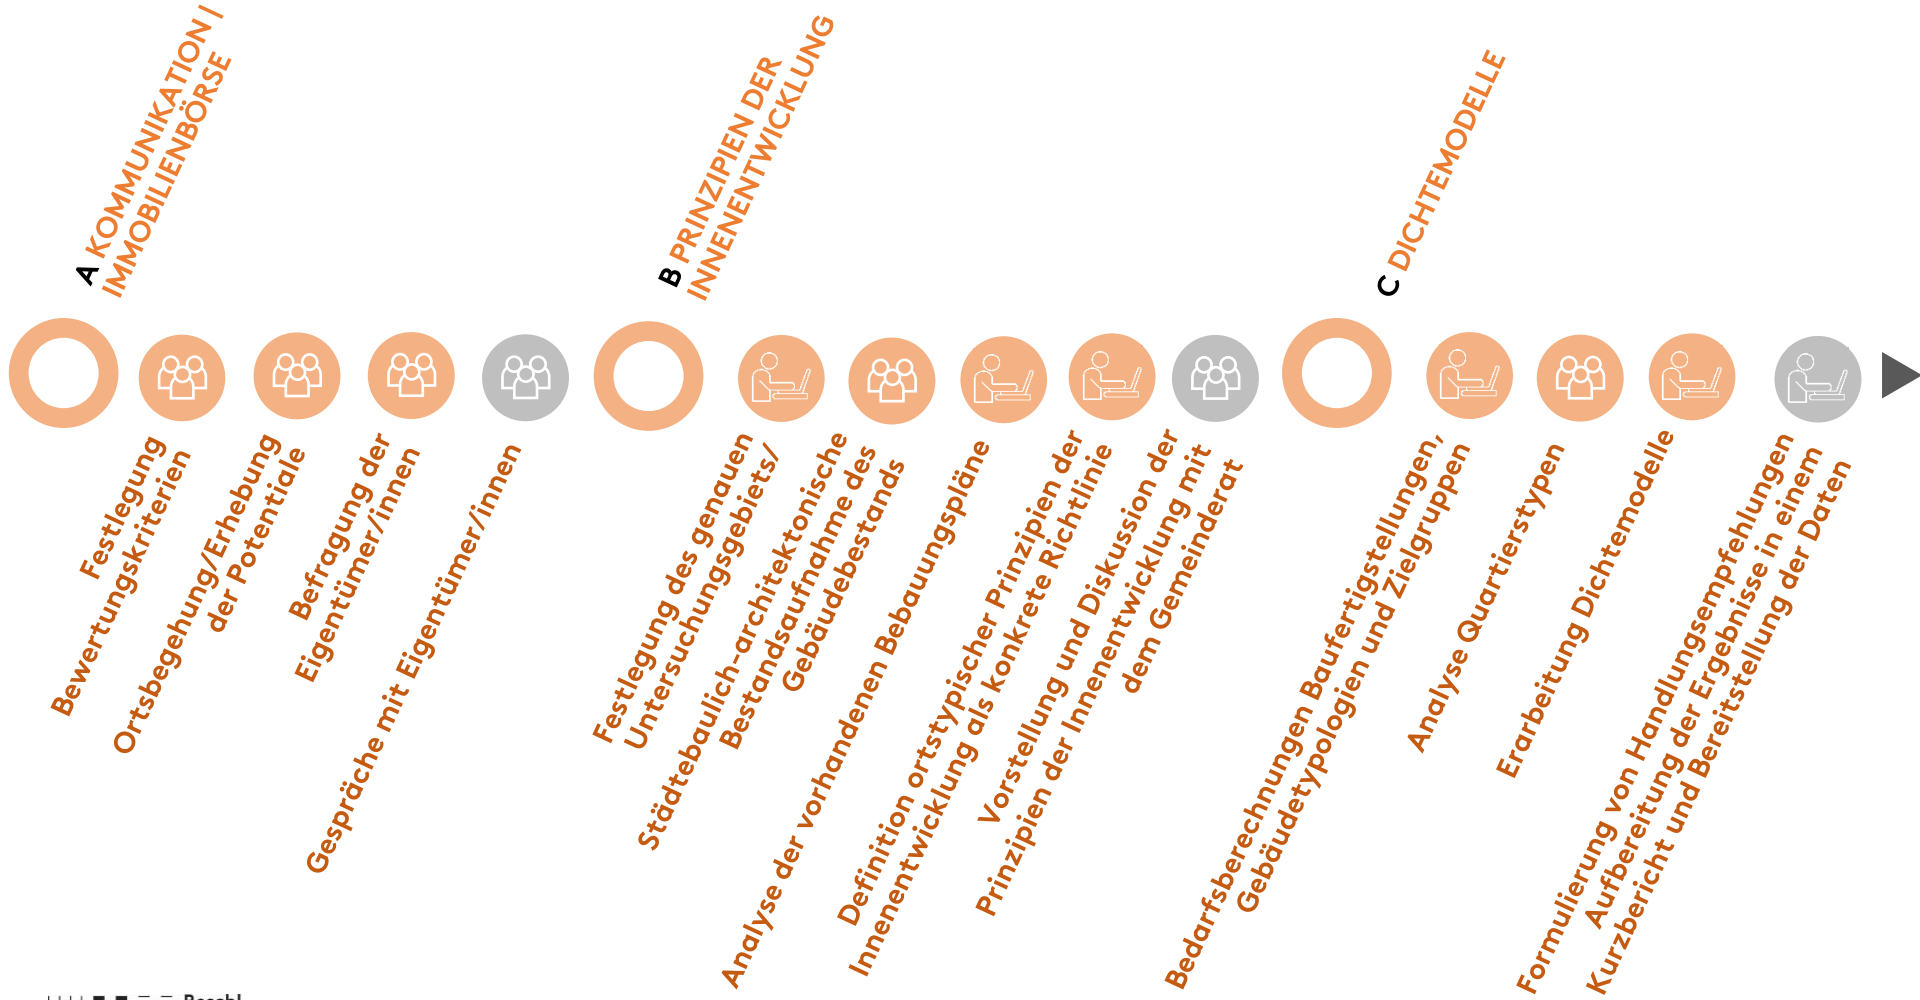 A KOMMUNIKATION |
IMMOBILIENBÖRSE
Festlegung
Bewertungskriterien
Ortsbegehung/Erhebung
der Potentiale
Befragung der
Eigentümer/innen
Gespräche mit Eigentümer/innen
B PRINZIPIEN DER
INNENENTWICKLUNG
Festlegung des genauen
Untersuchungsgebiets/
Städtebaulich-architektonische
Bestandsaufnahme des
Gebäudebestands
Analyse der vorhandenen Bebauungspläne
Definition ortstypischer Prinzipien der
Innenentwicklung als konkrete Richtlinie
Vorstellung und Diskussion der
Prinzipien der Innenentwicklung mit
dem Gemeinderat
C DICHTEMODELLE
Bedarfsberechnungen Baufertigstellungen,
Gebäudetypologien und Zielgruppen
Analyse Quartierstypen
Erarbeitung Dichtemodelle
Formulierung von Handlungsempfehlungen
Aufbereitung der Ergebnisse in einem
Kurzbericht und Bereitstellung der Daten